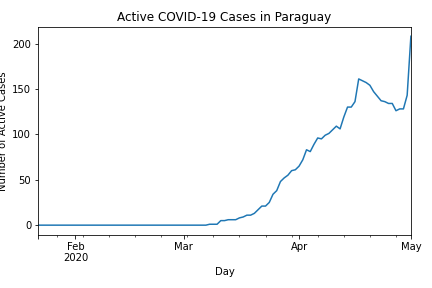 Active COVID-19 Cases in Paraguay
Number of Active Cases
200
150
100
50
0
Feb
2020
Mar
Apr
May
Day